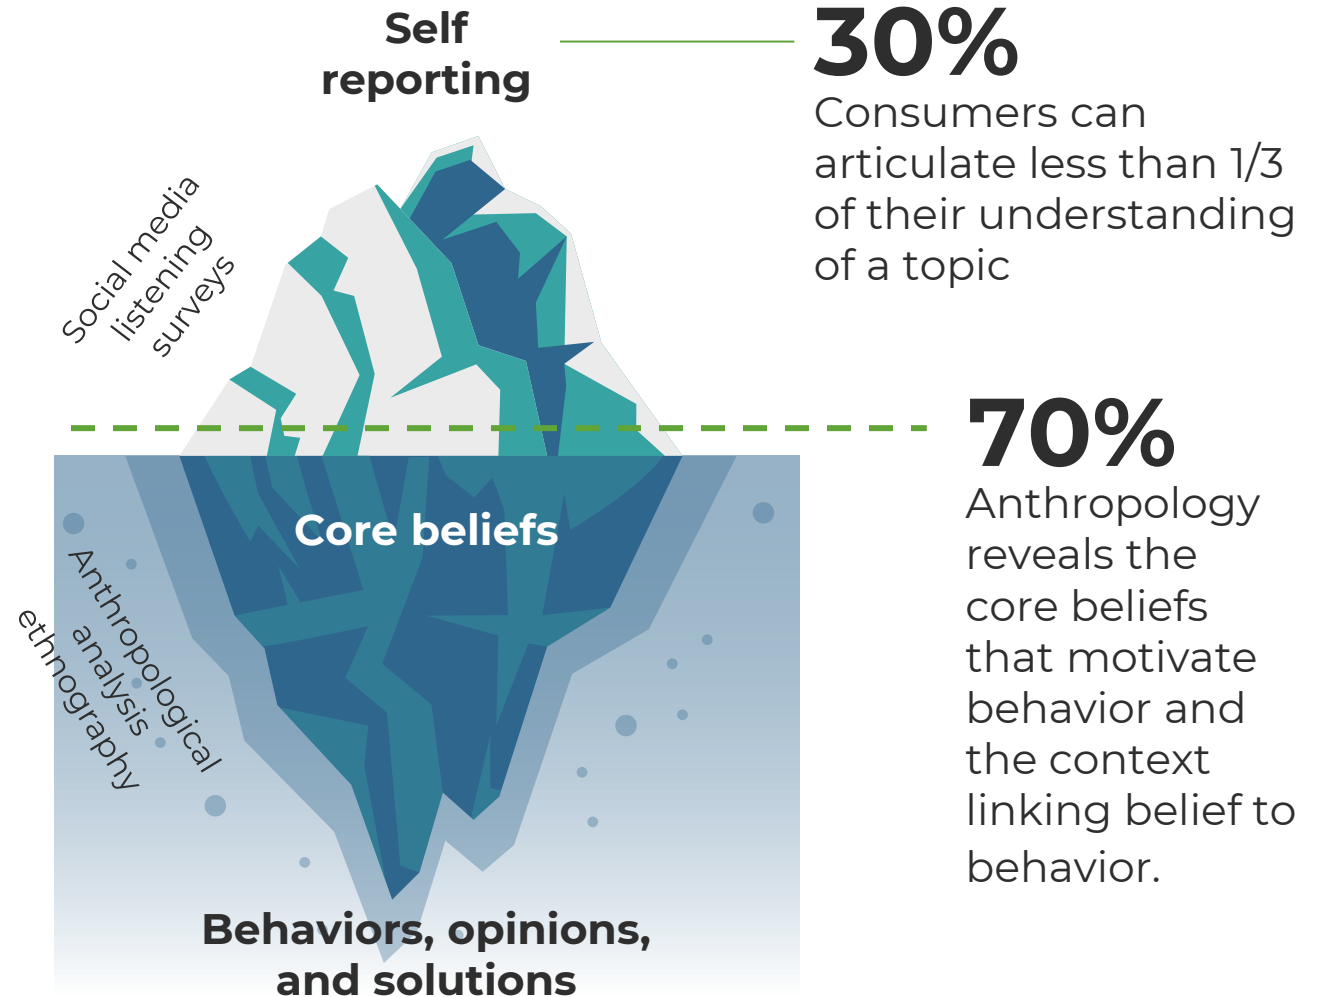 Self
reporting
30%
Consumers can
articulate less than 1/3
of their understanding
of a topic
Social media
listening
surveys
70%
Anthropology
reveals the
core beliefs
that motivate
behavior and
the context
linking belief to
behavior.
Core beliefs
Anthropological
analysis
ethnography
Behaviors, opinions,
and solutions